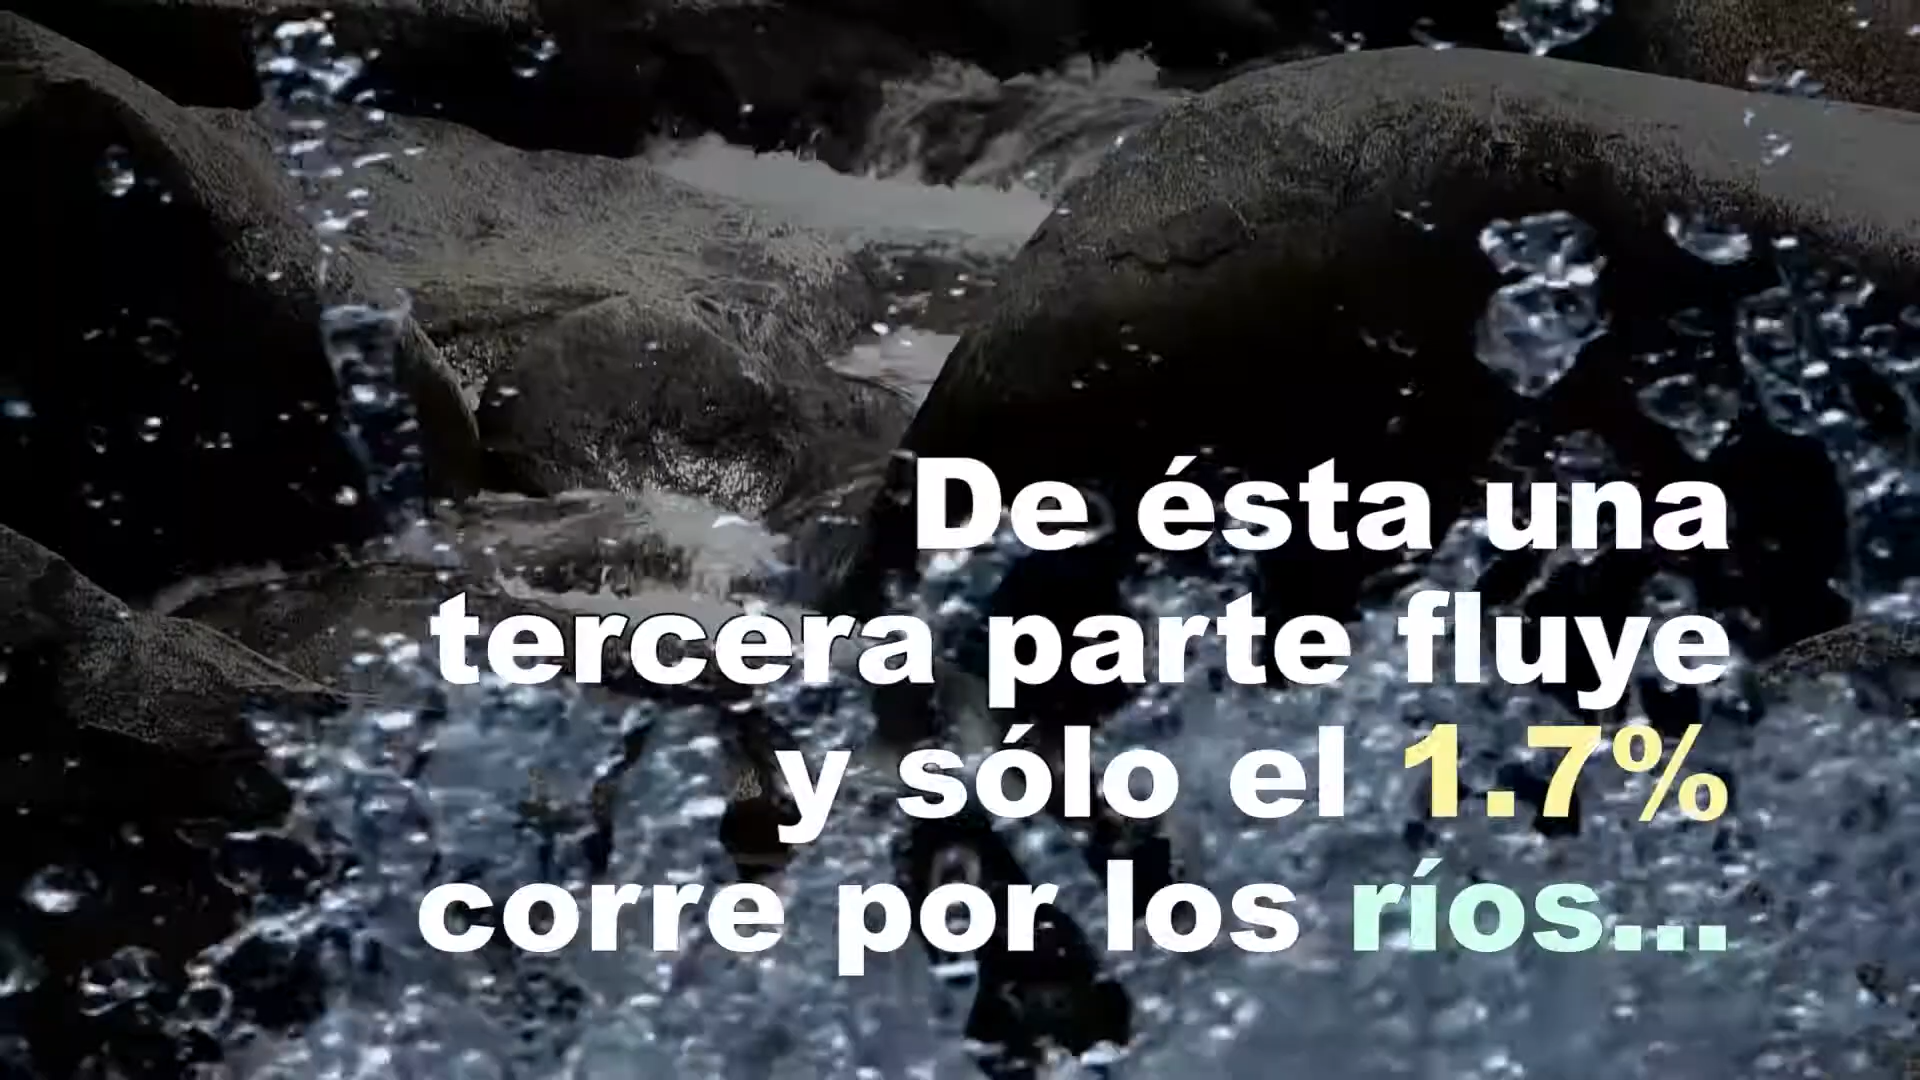 De ésta una
tercera parte fluye
y sólo el 1.7%
corre por los ríos...